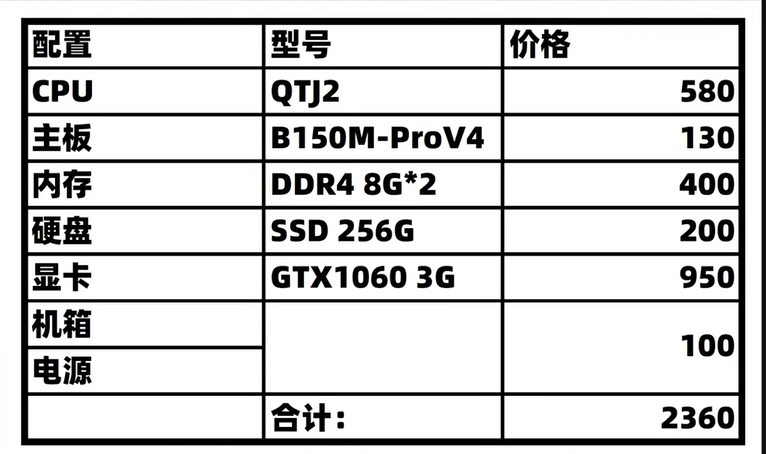 配置 型号 价格
CPU QTJ2 580
主板 B150M-ProV4 130
内存 DDR4 8G*2 400
硬盘 SSD 256G 200
显卡 GTX1060 3G 950
机箱
100
电源
合计： 2360